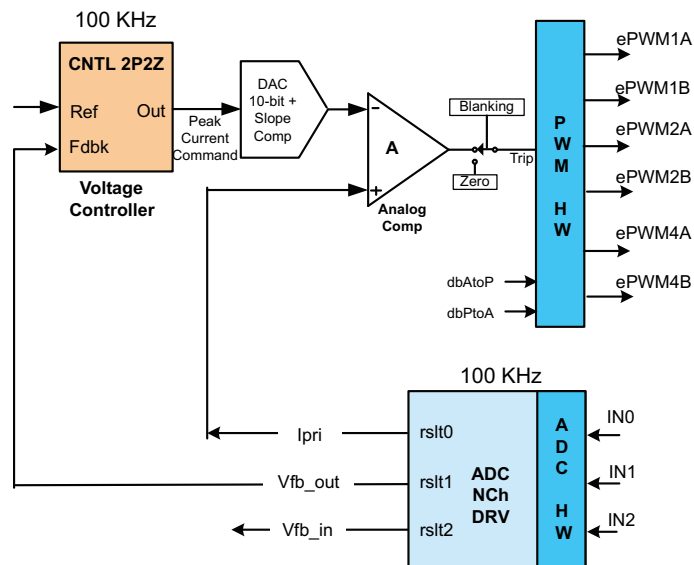 100 KHz
CNTL 2P2Z
Ref
Out
Fdbk
Voltage
Controller
Peak
Current
Command
DAC
10-bit +
Slope
Comp
-
+
A
Analog
Comp
Blanking
Zero
Trip
P
W
M
H
W
dbAtoP
dbPtoA
ePWM1A
ePWM1B
ePWM2A
ePWM2B
ePWM4A
ePWM4B
100 KHz
Ipri
Vfb_out
Vfb_in
rslt0
rslt1
rslt2
ADC
NCh
DRV
A
D
C
H
W
IN0
IN1
IN2